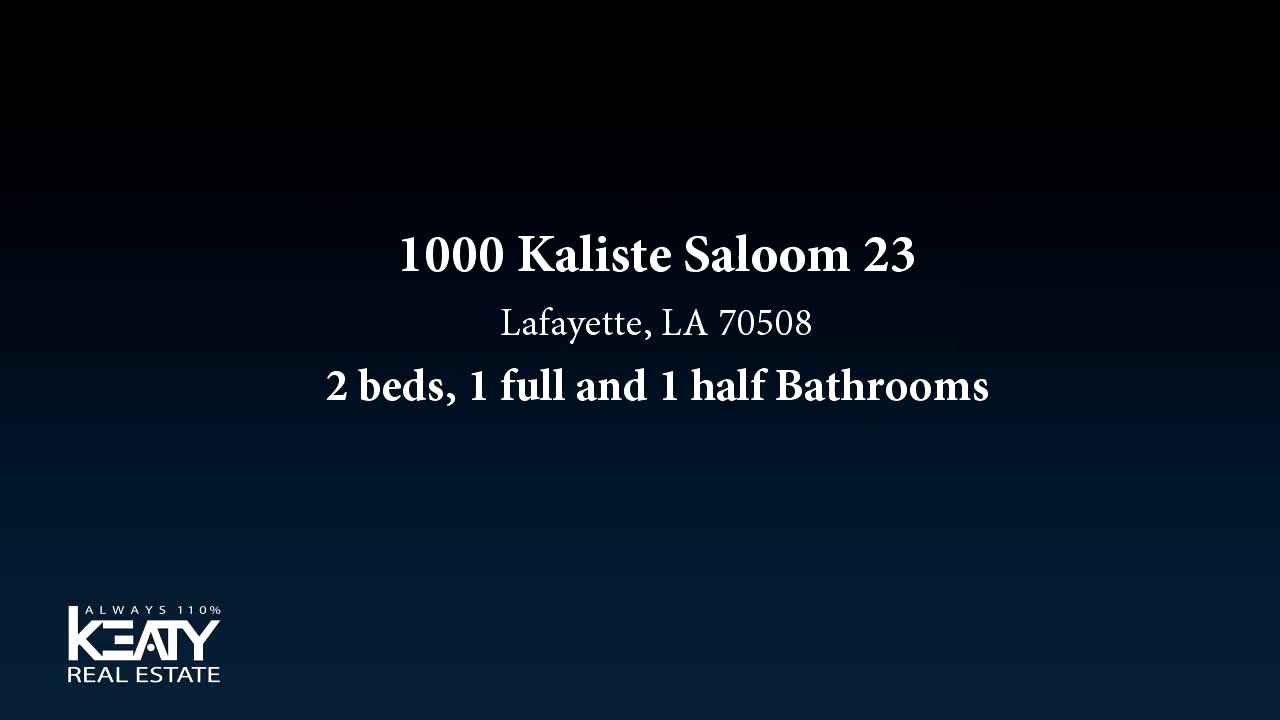 1000 Kaliste Saloom 23
Lafayette, LA 70508
2 beds, 1 full and 1 half Bathrooms
ALWAYS 110%
KEATY
REAL ESTATE